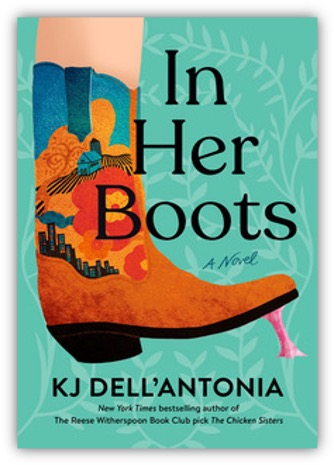 In
Her
Boots
A Novel
KJ DELL'ANTONIA
New York Times bestselling author of
The Reese Witherspoon Book Club pick The Chicken Sisters